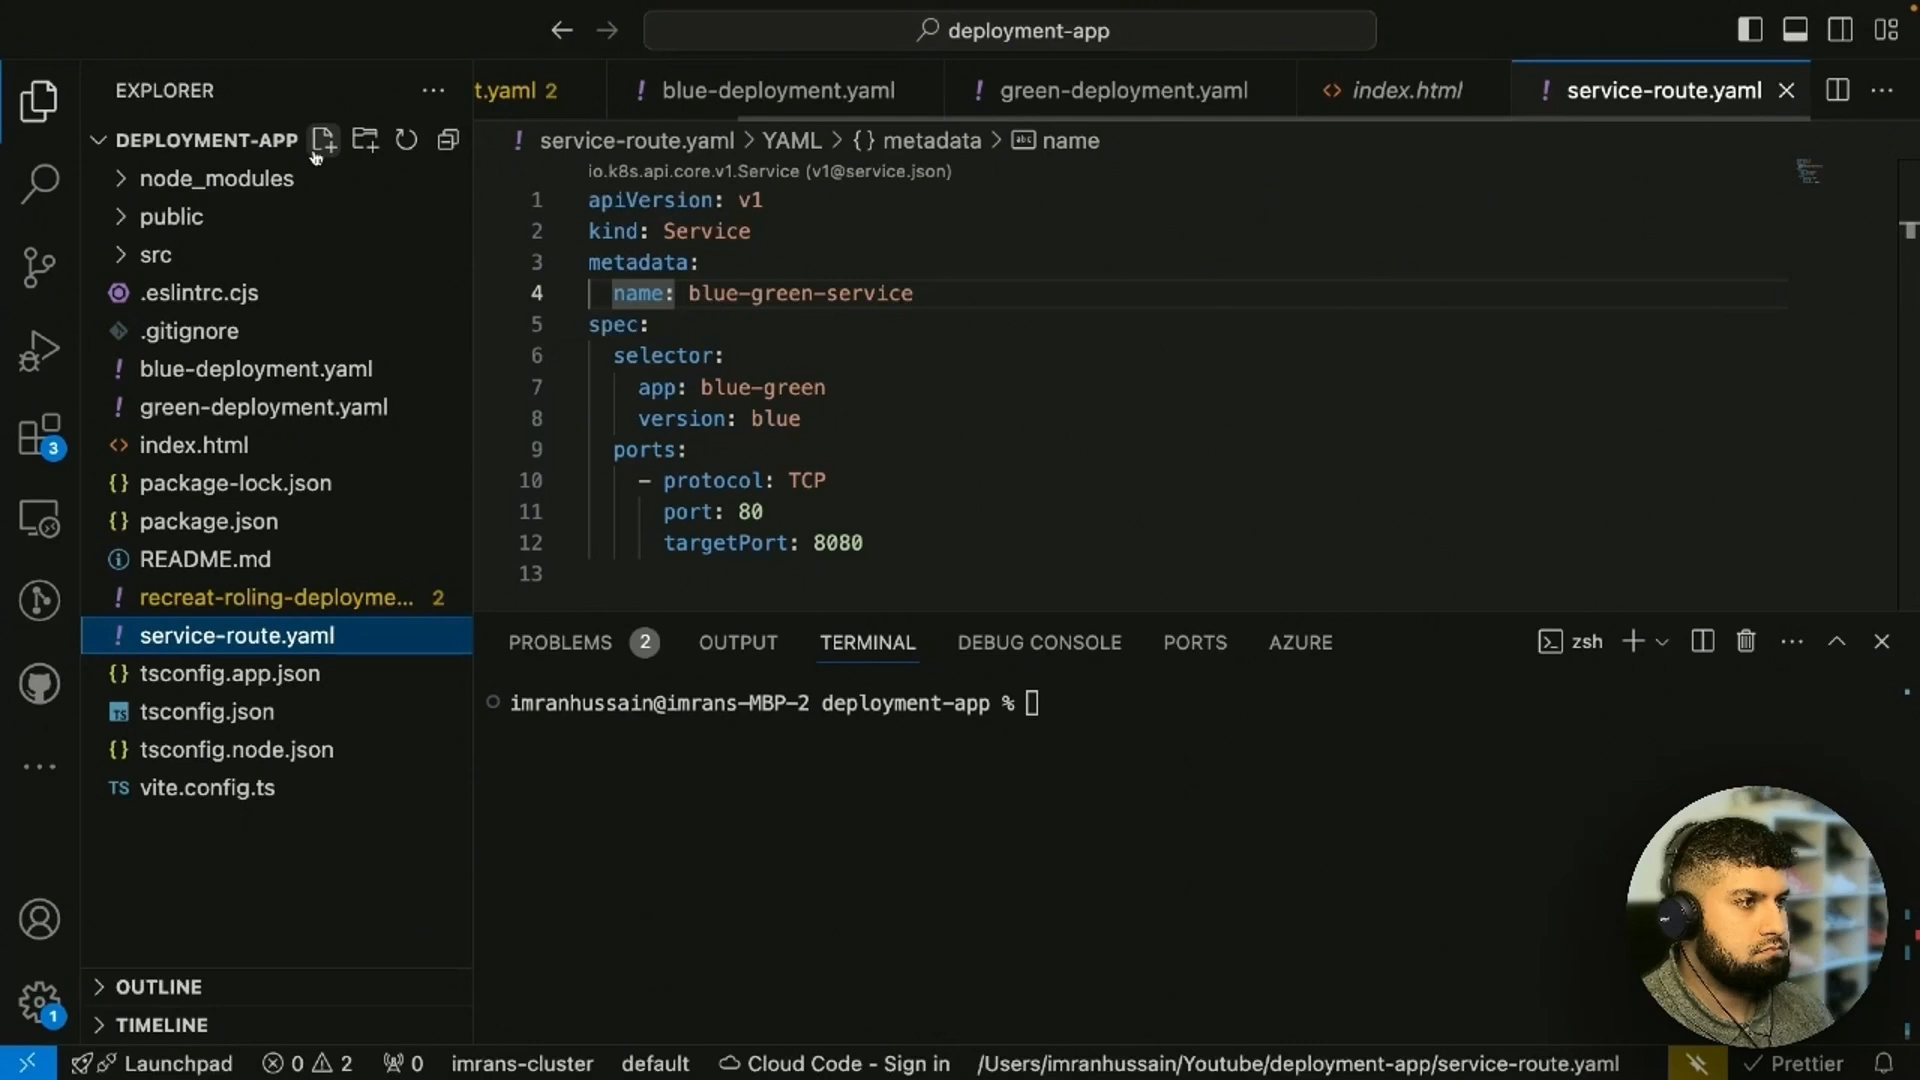 deployment-app
EXPLORER
t.yaml 2
blue-deployment.yaml
green-deployment.yaml
index.html
service-route.yaml
DEPLOYMENT-APP
service-route.yaml > YAML > {} metadata > abc name
io.k8s.api.core.v1.Service (v1@service.json)
node_modules
public
src
.eslintrc.cjs
.gitignore
blue-deployment.yaml
green-deployment.yaml
index.html
package-lock.json
package.json
README.md
recreat-roling-deployme... 2
service-route.yaml
tsconfig.app.json
tsconfig.json
tsconfig.node.json
TS vite.config.ts
OUTLINE
TIMELINE
1 apiVersion: v1
2 kind: Service
3 metadata:
4 name: blue-green-service
5 spec:
6 selector:
7 app: blue-green
8 version: blue
9 ports:
10 - protocol: TCP
11 port: 80
12 targetPort: 8080
13
PROBLEMS 2 OUTPUT TERMINAL DEBUG CONSOLE PORTS AZURE
zsh
imranhussain@imrans-MBP-2 deployment-app %
3
1
Launchpad 0 2 0 imrans-cluster default Cloud Code - Sign in /Users/imranhussain/Youtube/deployment-app/service-route.yaml Prettier